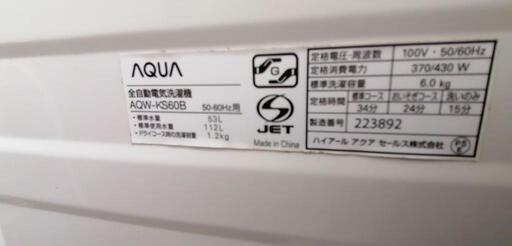 AQUA
全自動電気洗濯機
AQW-KS60B 50-60Hz用
・標準水量 53L
・標準使用水量 112L
・ドライコース時の洗濯容量 1.2kg
G
JET
Made in China
定格電圧・周波数 100V・50/60Hz
定格消費電力 370/430 W
標準洗濯容量 6.0 kg
定格時間 標準コース おいそぎコース 洗いのみ
34分 24分 15分
製造番号 223892
ハイアール アクア セールス株式会社
PS
E